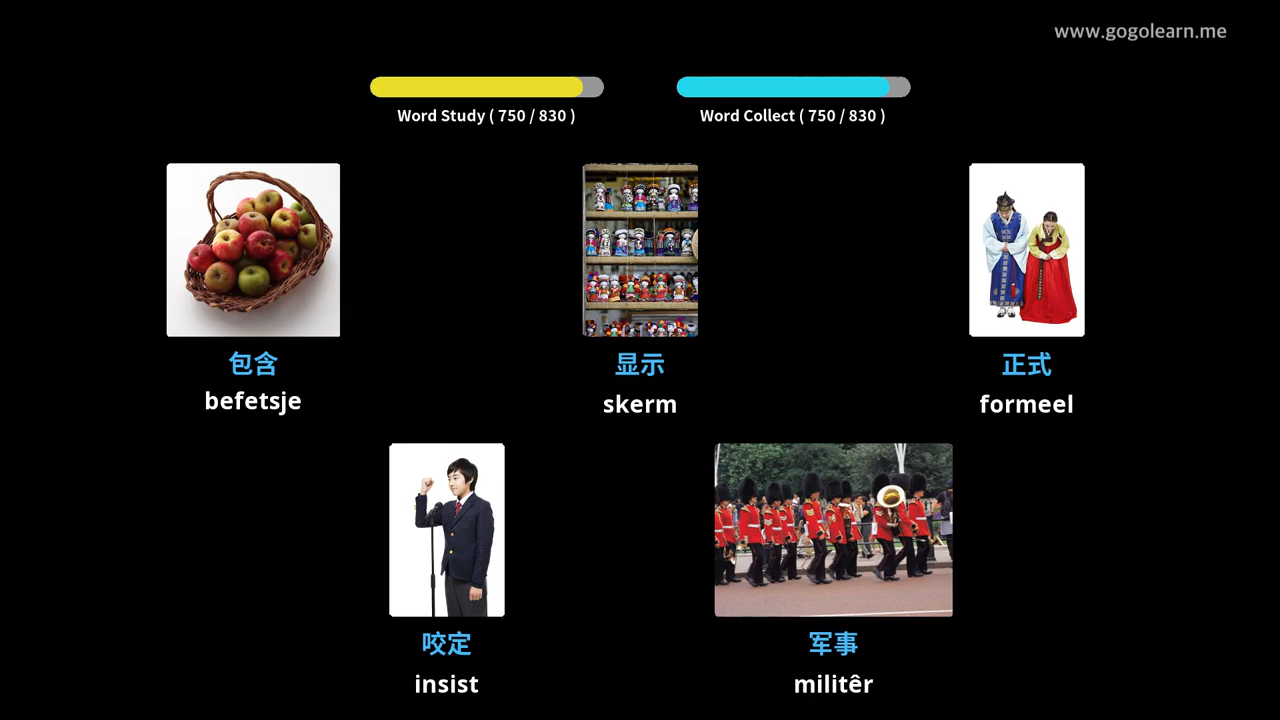 www.gogolearn.me
Word Study ( 750 / 830 )
Word Collect ( 750 / 830 )
包含
befetsje
显示
skerm
正式
formeel
咬定
insist
军事
militêr